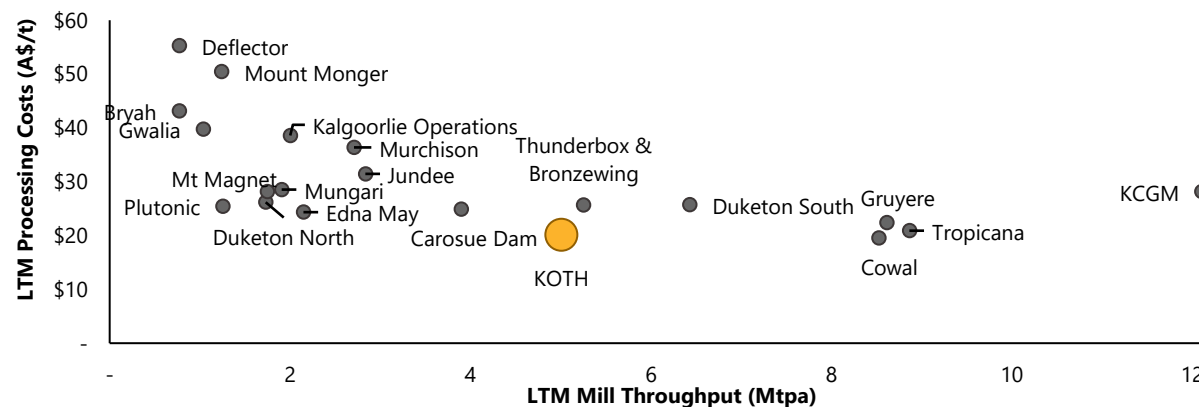 LTM Processing Costs (A$/t)
$60
$50
$40
$30
$20
$10
-
Deflector
Mount Monger
Bryah
Gwalia
Kalgoorlie Operations
Murchison
Thunderbox &
Bronzewing
Jundee
Mt Magnet
Mungari
Plutonic
Edna May
Duketon North
Carosue Dam
KOTH
Duketon South
Gruyere
Tropicana
Cowal
KCGM
-
2
4
6
8
10
12
LTM Mill Throughput (Mtpa)